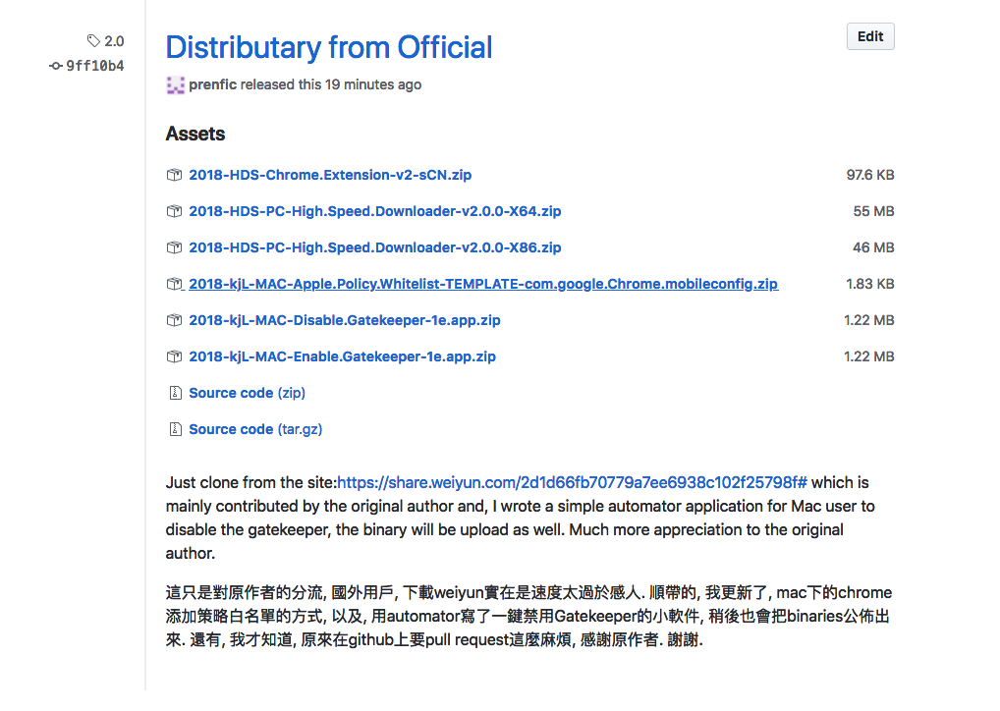 2.0
Distributary from Official
Edit
9ff10b4
prenfic released this 19 minutes ago
Assets
2018-HDS-Chrome.Extension-v2-sCN.zip 97.6 KB
2018-HDS-PC-High.Speed.Downloader-v2.0.0-X64.zip 55 MB
2018-HDS-PC-High.Speed.Downloader-v2.0.0-X86.zip 46 MB
2018-kjL-MAC-Apple.Policy.Whitelist-TEMPLATE-com.google.Chrome.mobileconfig.zip 1.83 KB
2018-kjL-MAC-Disable.Gatekeeper-1e.app.zip 1.22 MB
2018-kjL-MAC-Enable.Gatekeeper-1e.app.zip 1.22 MB
Source code (zip)
Source code (tar.gz)
Just clone from the site:https://share.weiyun.com/2d1d66fb70779a7ee6938c102f25798f# which is
mainly contributed by the original author and, I wrote a simple automator application for Mac user to
disable the gatekeeper, the binary will be upload as well. Much more appreciation to the original
author.
這只是對原作者的分流, 國外用戶, 下載weiyun實在是速度太過於感人. 順帶的, 我更新了, mac下的chrome
添加策略白名單的方式, 以及, 用automator寫了一鍵禁用Gatekeeper的小軟件, 稍後也會把binaries公佈出
來. 還有, 我才知道, 原來在github上要pull request這麼麻煩, 感謝原作者. 謝謝.